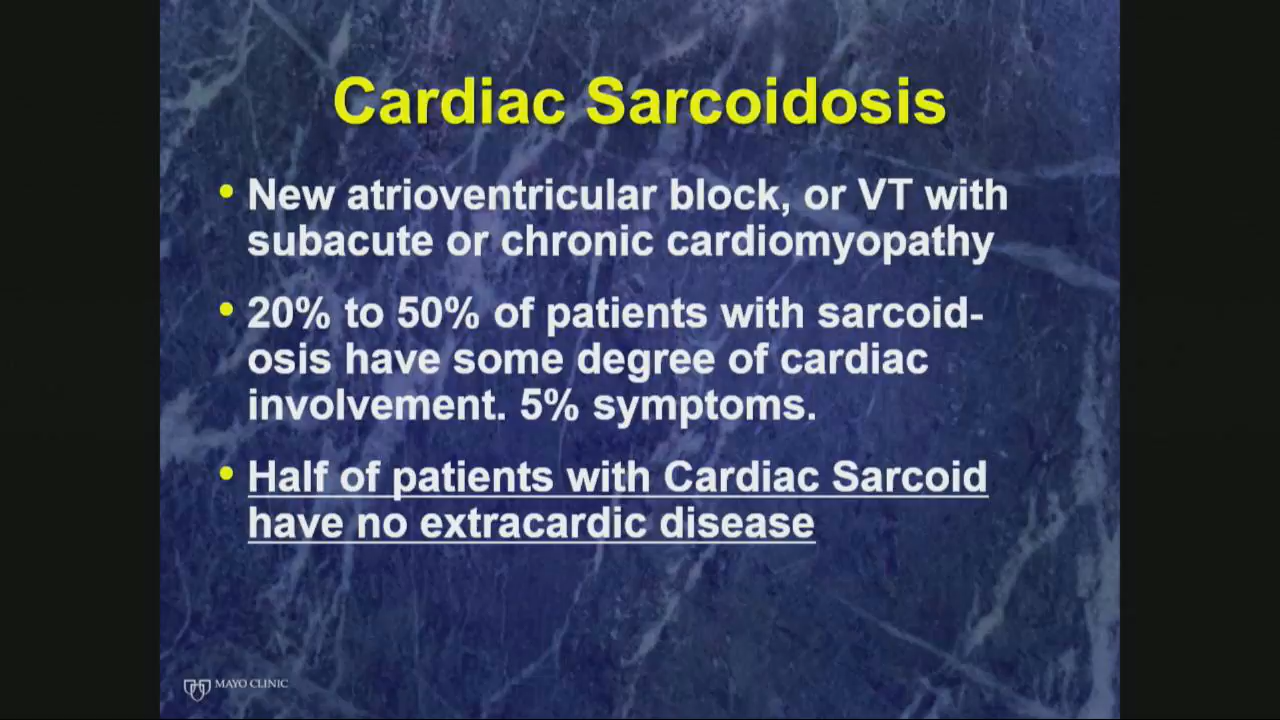 Cardiac Sarcoidosis
• New atrioventricular block, or VT with
subacute or chronic cardiomyopathy
• 20% to 50% of patients with sarcoid-
osis have some degree of cardiac
involvement. 5% symptoms.
• Half of patients with Cardiac Sarcoid
have no extracardic disease
MAYO CLINIC